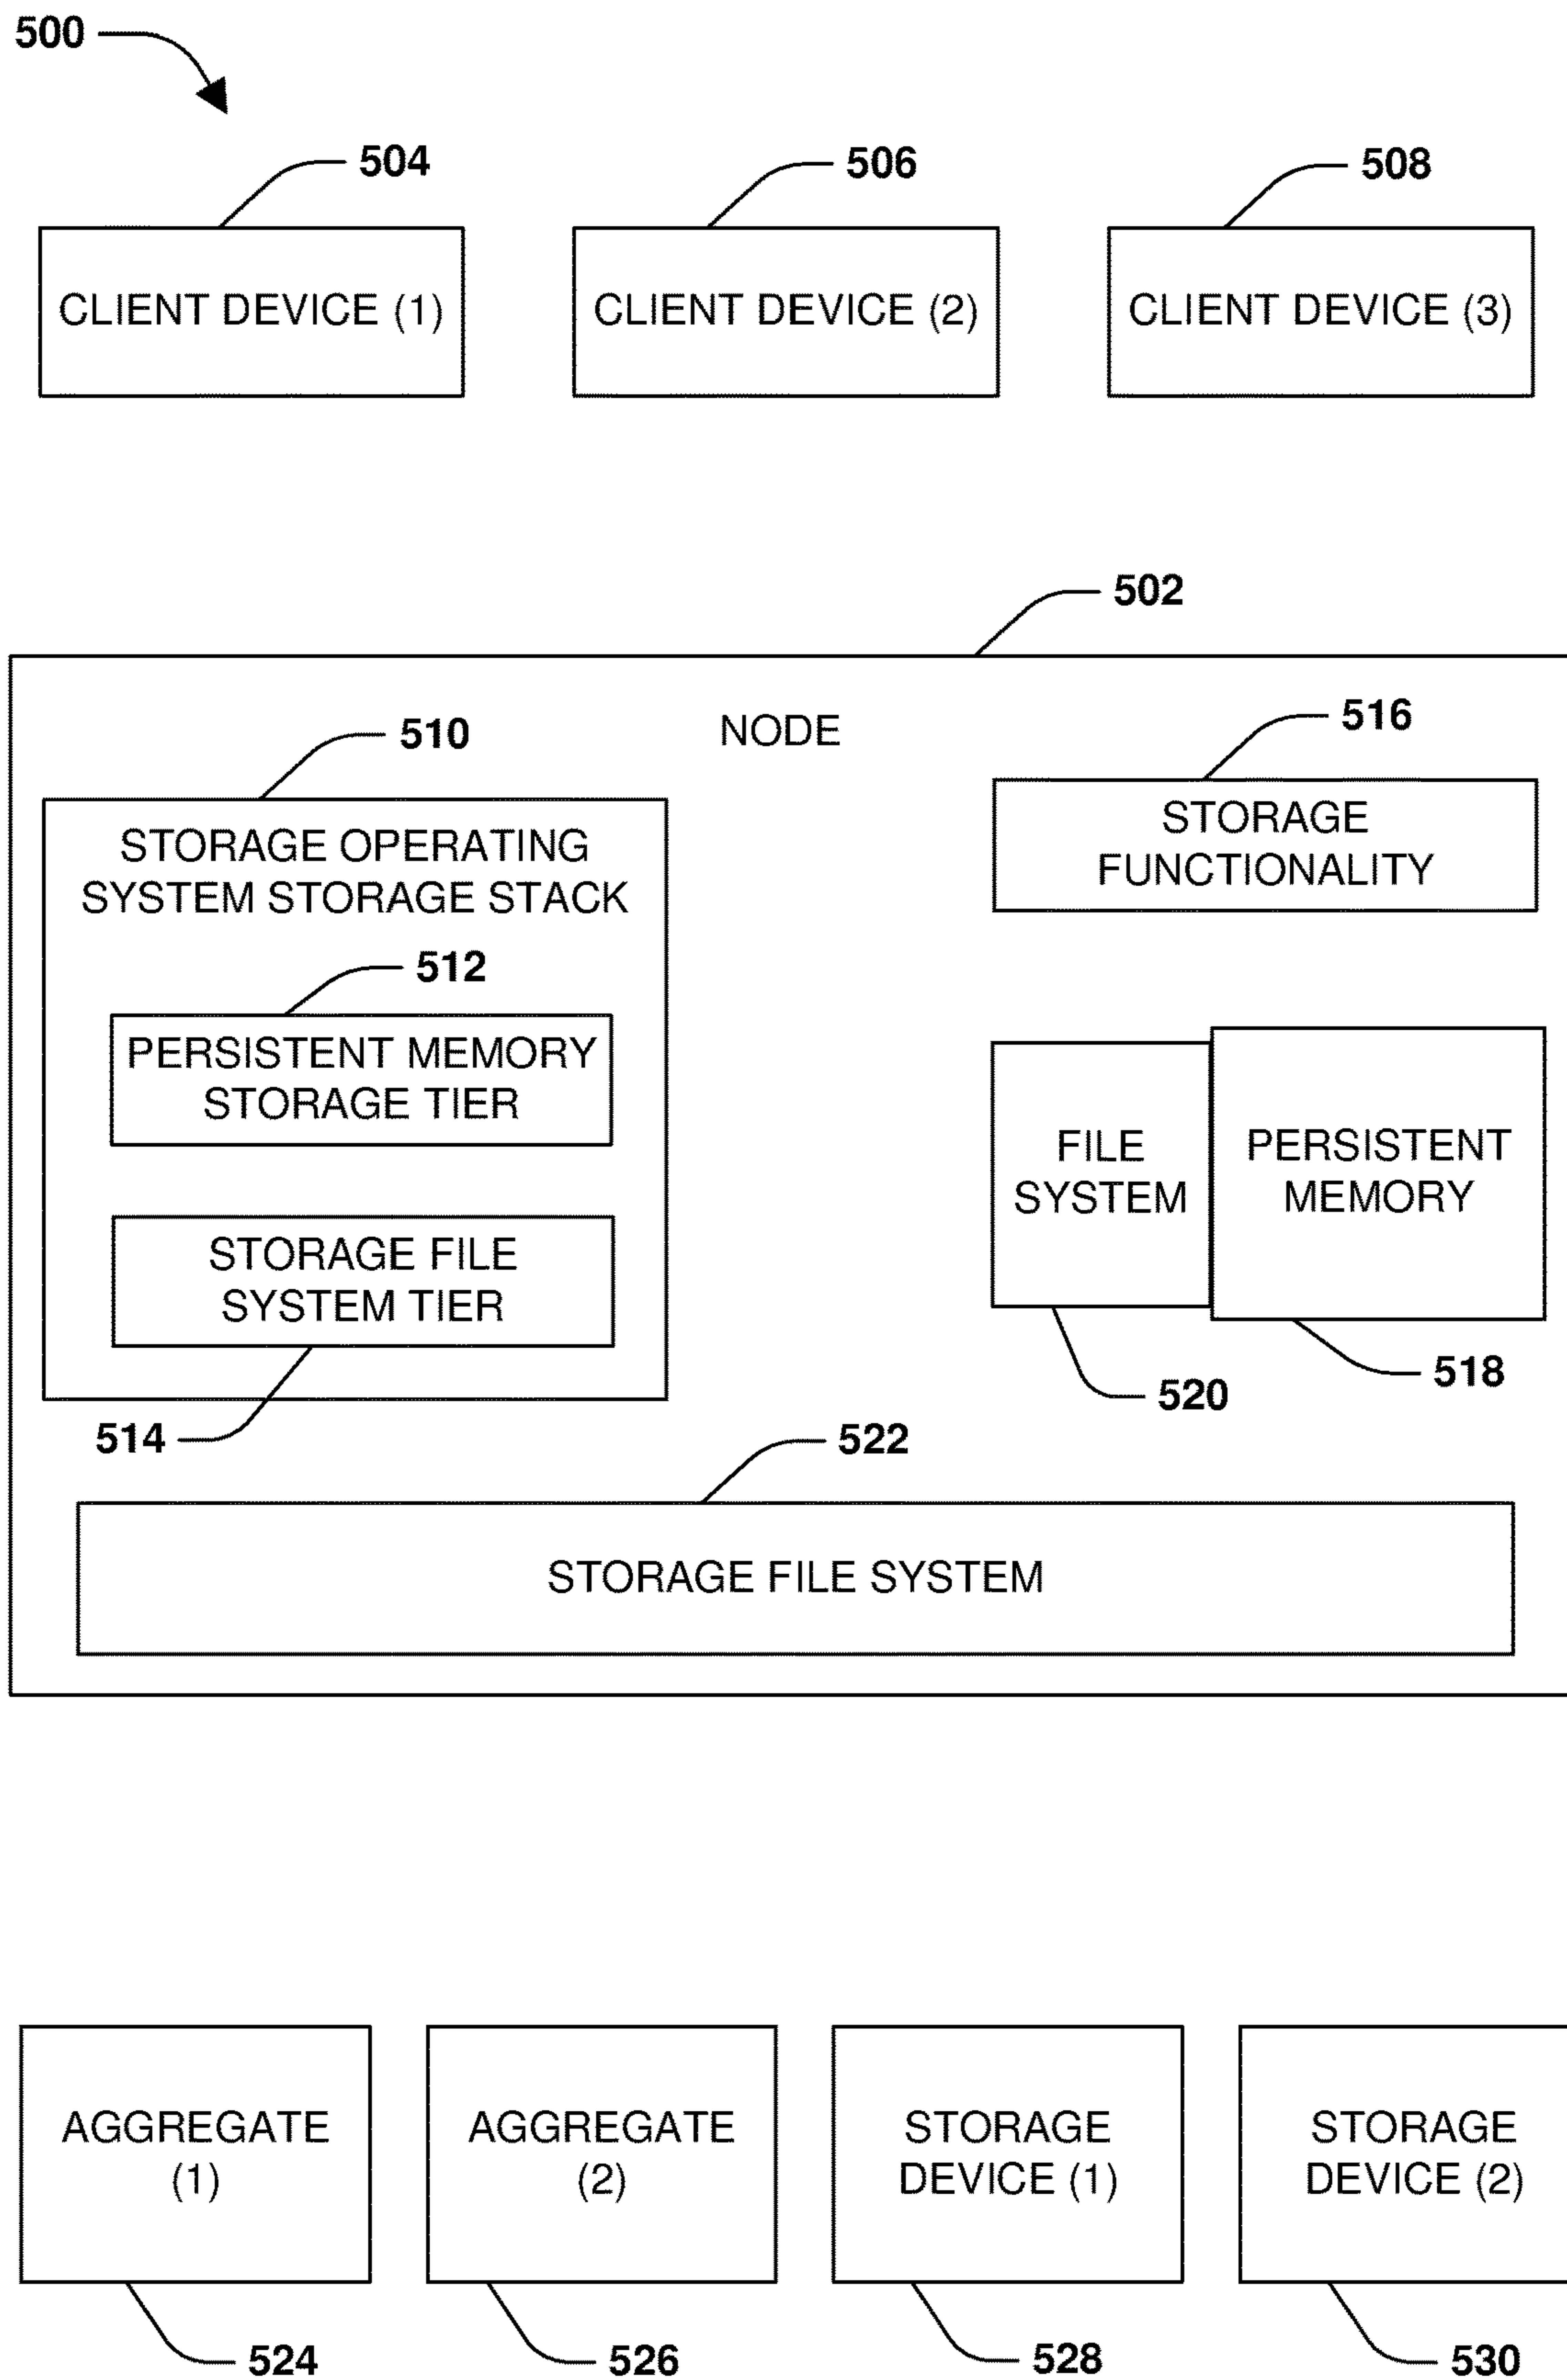 500
504
506
508
CLIENT DEVICE (1)
CLIENT DEVICE (2)
CLIENT DEVICE (3)
502
NODE
510
516
STORAGE OPERATING
SYSTEM STORAGE STACK
STORAGE
FUNCTIONALITY
512
PERSISTENT MEMORY
STORAGE TIER
FILE
SYSTEM
PERSISTENT
MEMORY
STORAGE FILE
SYSTEM TIER
518
520
514
522
STORAGE FILE SYSTEM
AGGREGATE
(1)
AGGREGATE
(2)
STORAGE
DEVICE (1)
STORAGE
DEVICE (2)
524
526
528
530